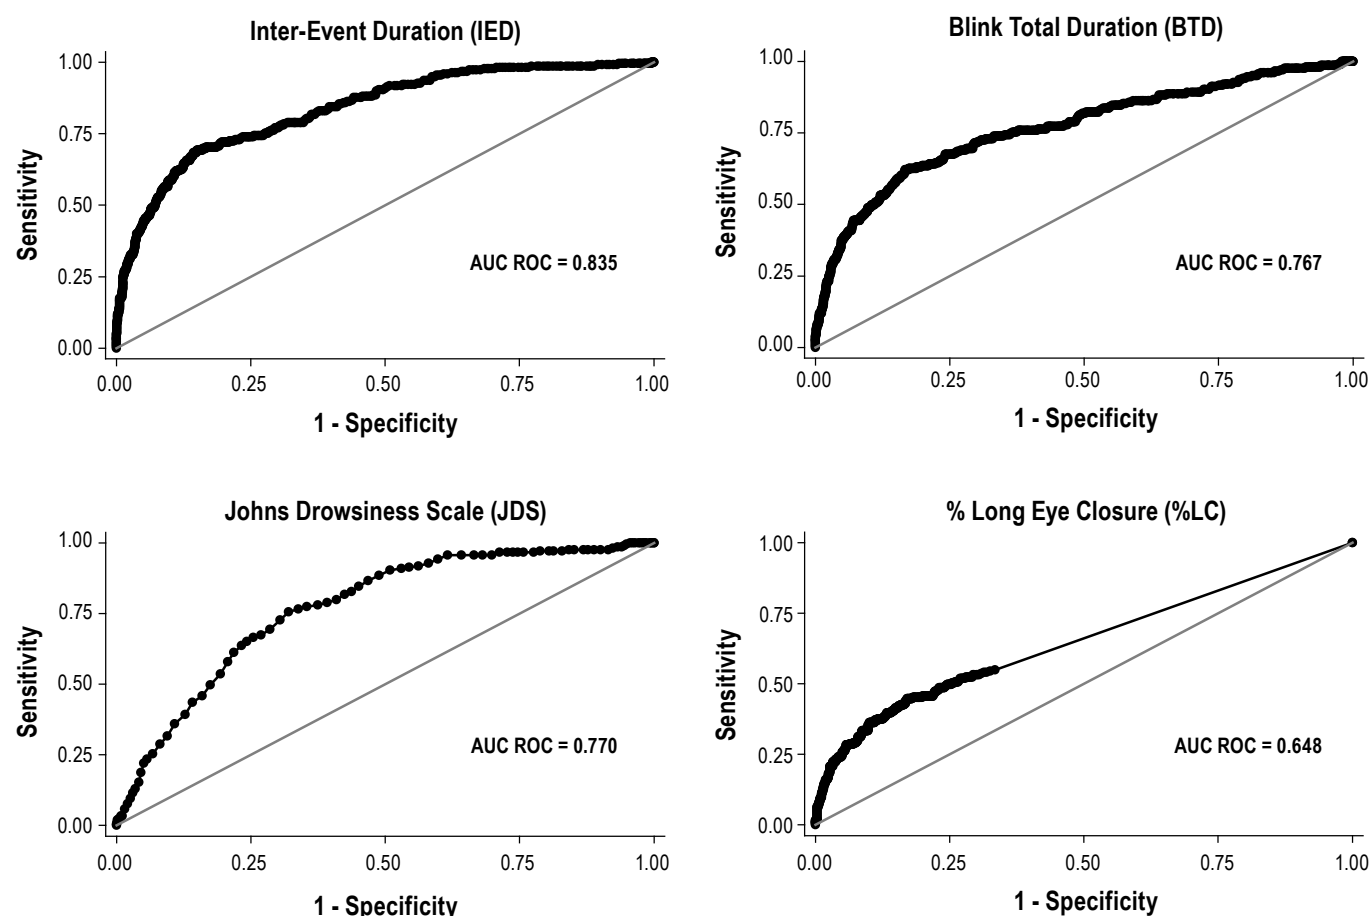 Inter-Event Duration (IED)
1.00
0.75
0.50
0.25
0.00
Sensitivity
AUC ROC = 0.835
0.00 0.25 0.50 0.75 1.00
1 - Specificity
Blink Total Duration (BTD)
1.00
0.75
0.50
0.25
0.00
Sensitivity
AUC ROC = 0.767
0.00 0.25 0.50 0.75 1.00
1 - Specificity
Johns Drowsiness Scale (JDS)
1.00
0.75
0.50
0.25
0.00
Sensitivity
AUC ROC = 0.770
0.00 0.25 0.50 0.75 1.00
1 - Specificity
% Long Eye Closure (%LC)
1.00
0.75
0.50
0.25
0.00
Sensitivity
AUC ROC = 0.648
0.00 0.25 0.50 0.75 1.00
1 - Specificity